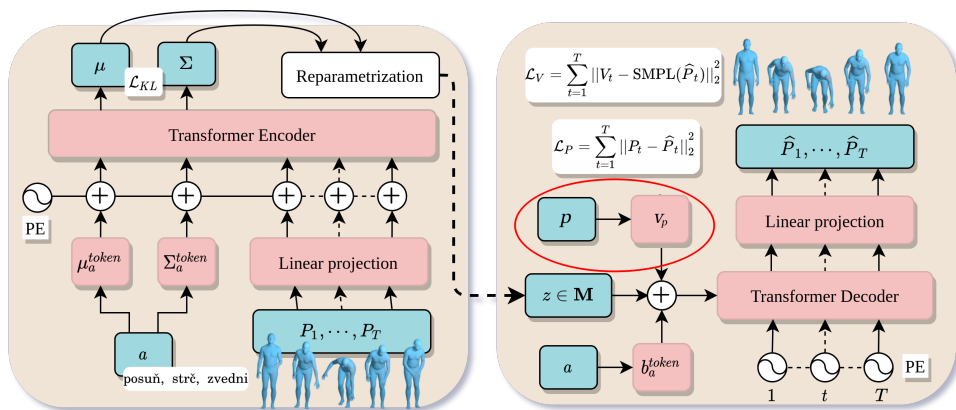 μ
Σ
𝓛_KL
Reparametrization
Transformer Encoder
PE
μ_a^token
Σ_a^token
Linear projection
a
posuň, strč, zvedni
P_1, ⋯, P_T
𝓛_V = ∑_{t=1}^{T} ||V_t − SMPL(P̂_t)||_2^2
𝓛_P = ∑_{t=1}^{T} ||P_t − P̂_t||_2^2
P̂_1, ⋯, P̂_T
p
v_p
Linear projection
z ∈ M
Transformer Decoder
a
b_a^token
PE
1 t T